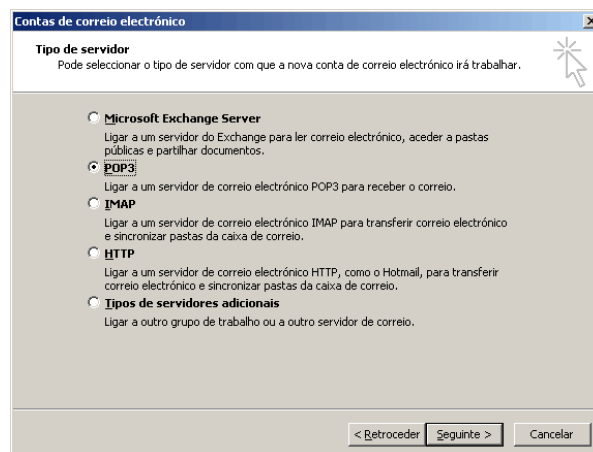 Contas de correio electrónico
Tipo de servidor
Pode seleccionar o tipo de servidor com que a nova conta de correio electrónico irá trabalhar.
Microsoft Exchange Server
Ligar a um servidor do Exchange para ler correio electrónico, aceder a pastas
públicas e partilhar documentos.
POP3
Ligar a um servidor de correio electrónico POP3 para receber o correio.
IMAP
Ligar a um servidor de correio electrónico IMAP para transferir correio electrónico
e sincronizar pastas da caixa de correio.
HTTP
Ligar a um servidor de correio electrónico HTTP, como o Hotmail, para transferir
correio electrónico e sincronizar pastas da caixa de correio.
Tipos de servidores adicionais
Ligar a outro grupo de trabalho ou a outro servidor de correio.
< Retroceder Seguinte > Cancelar